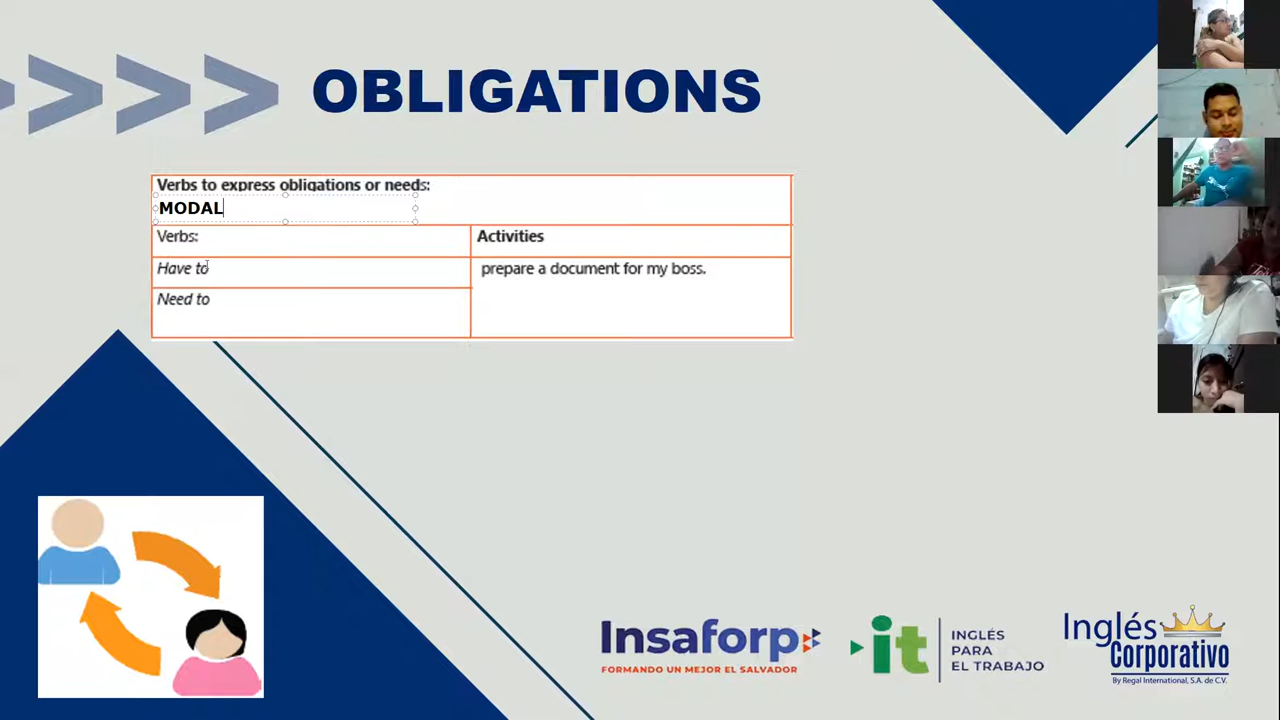 OBLIGATIONS
Verbs to express obligations or needs:
MODAL
Verbs:
Activities
Have to
prepare a document for my boss.
Need to
Insaforp
FORMANDO UN MEJOR EL SALVADOR
it
INGLÉS
PARA
EL TRABAJO
Inglés
Corporativo
By Regal International, S.A. de C.V.